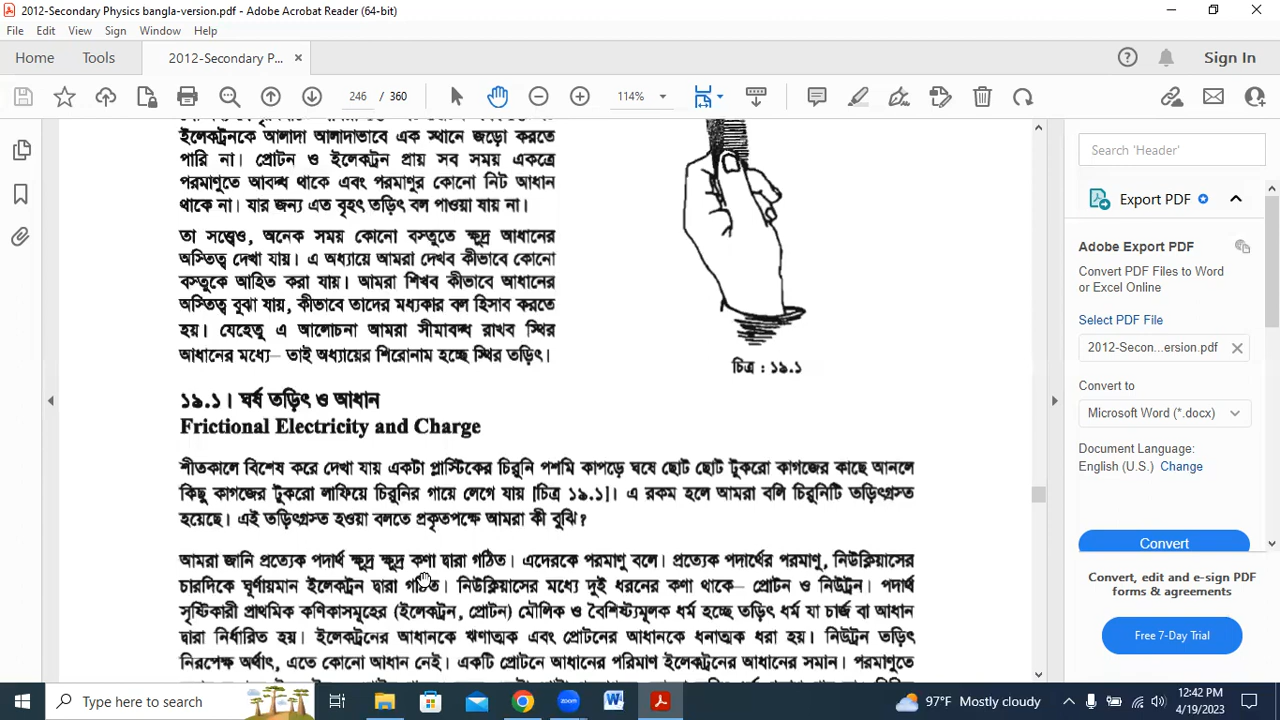 2012-Secondary Physics bangla-version.pdf - Adobe Acrobat Reader (64-bit)
File Edit View Sign Window Help
Home Tools 2012-Secondary P... × Sign In
246 / 360 114%
ইলেকট্রনকে আলাদা আলাদাভাবে এক স্থানে জড়ো করতে
পারি না। প্রোটন ও ইলেকট্রন প্রায় সব সময় একত্রে
পরমাণুতে আবদ্ধ থাকে এবং পরমাণুর কোনো নিট আধান
থাকে না। যার জন্য এত বৃহৎ তড়িৎ বল পাওয়া যায় না।
তা সত্ত্বেও, অনেক সময় কোনো বস্তুতে ক্ষুদ্র আধানের
অস্তিত্ব দেখা যায়। এ অধ্যায়ে আমরা দেখব কীভাবে কোনো
বস্তুকে আহিত করা যায়। আমরা শিখব কীভাবে আধানের
অস্তিত্ব বুঝা যায়, কীভাবে তাদের মধ্যকার বল হিসাব করতে
হয়। যেহেতু এ আলোচনা আমরা সীমাবদ্ধ রাখব স্থির
আধানের মধ্যে– তাই অধ্যায়ের শিরোনাম হচ্ছে স্থির তড়িৎ।
চিত্র : ১৯.১
১৯.১। ঘর্ষ তড়িৎ ও আধান
Frictional Electricity and Charge
শীতকালে বিশেষ করে দেখা যায় একটা প্লাস্টিকের চিরুনি পশমি কাপড়ে ঘষে ছোট ছোট টুকরো কাগজের কাছে আনলে
কিছু কাগজের টুকরো লাফিয়ে চিরুনির গায়ে লেগে যায় [চিত্র ১৯.১]। এ রকম হলে আমরা বলি চিরুনিটি তড়িৎগ্রস্ত
হয়েছে। এই তড়িৎগ্রস্ত হওয়া বলতে প্রকৃতপক্ষে আমরা কী বুঝি?
আমরা জানি প্রত্যেক পদার্থ ক্ষুদ্র ক্ষুদ্র কণা দ্বারা গঠিত। এদেরকে পরমাণু বলে। প্রত্যেক পদার্থের পরমাণু, নিউক্লিয়াসের
চারদিকে ঘূর্ণায়মান ইলেকট্রন দ্বারা গঠিত। নিউক্লিয়াসের মধ্যে দুই ধরনের কণা থাকে– প্রোটন ও নিউট্রন। পদার্থ
সৃষ্টিকারী প্রাথমিক কণিকাসমূহের (ইলেকট্রন, প্রোটন) মৌলিক ও বৈশিষ্ট্যমূলক ধর্ম হচ্ছে তড়িৎ ধর্ম যা চার্জ বা আধান
দ্বারা নির্ধারিত হয়। ইলেকট্রনের আধানকে ঋণাত্মক এবং প্রোটনের আধানকে ধনাত্মক ধরা হয়। নিউট্রন তড়িৎ
নিরপেক্ষ অর্থাৎ, এতে কোনো আধান নেই। একটি প্রোটনে আধানের পরিমাণ ইলেকট্রনের আধানের সমান। পরমাণুতে
Search 'Header'
Export PDF
Adobe Export PDF
Convert PDF Files to Word
or Excel Online
Select PDF File
2012-Secon...ersion.pdf
Convert to
Microsoft Word (*.docx)
Document Language:
English (U.S.) Change
Convert
Convert, edit and e-sign PDF
forms & agreements
Free 7-Day Trial
Type here to search
zoom
97°F Mostly cloudy
12:42 PM
4/19/2023